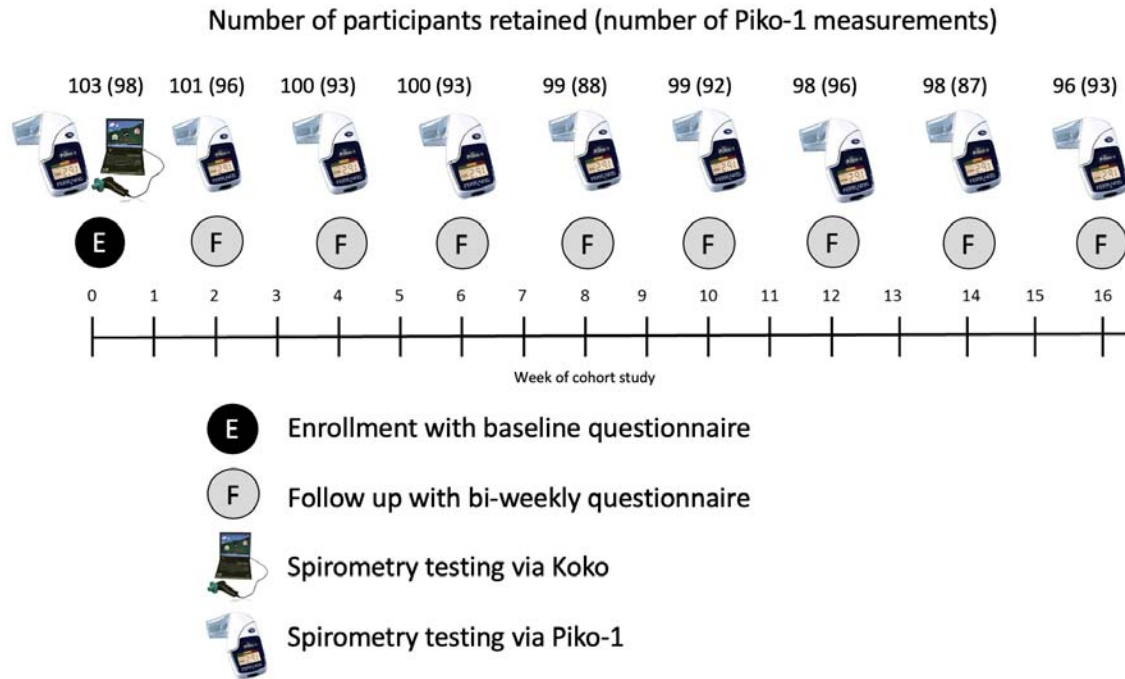 Number of participants retained (number of Piko-1 measurements)
103 (98) 101 (96) 100 (93) 100 (93) 99 (88) 99 (92) 98 (96) 98 (87) 96 (93)
E F F F F F F F F
0 1 2 3 4 5 6 7 8 9 10 11 12 13 14 15 16
Week of cohort study
E Enrollment with baseline questionnaire
F Follow up with bi-weekly questionnaire
Spirometry testing via Koko
Spirometry testing via Piko-1